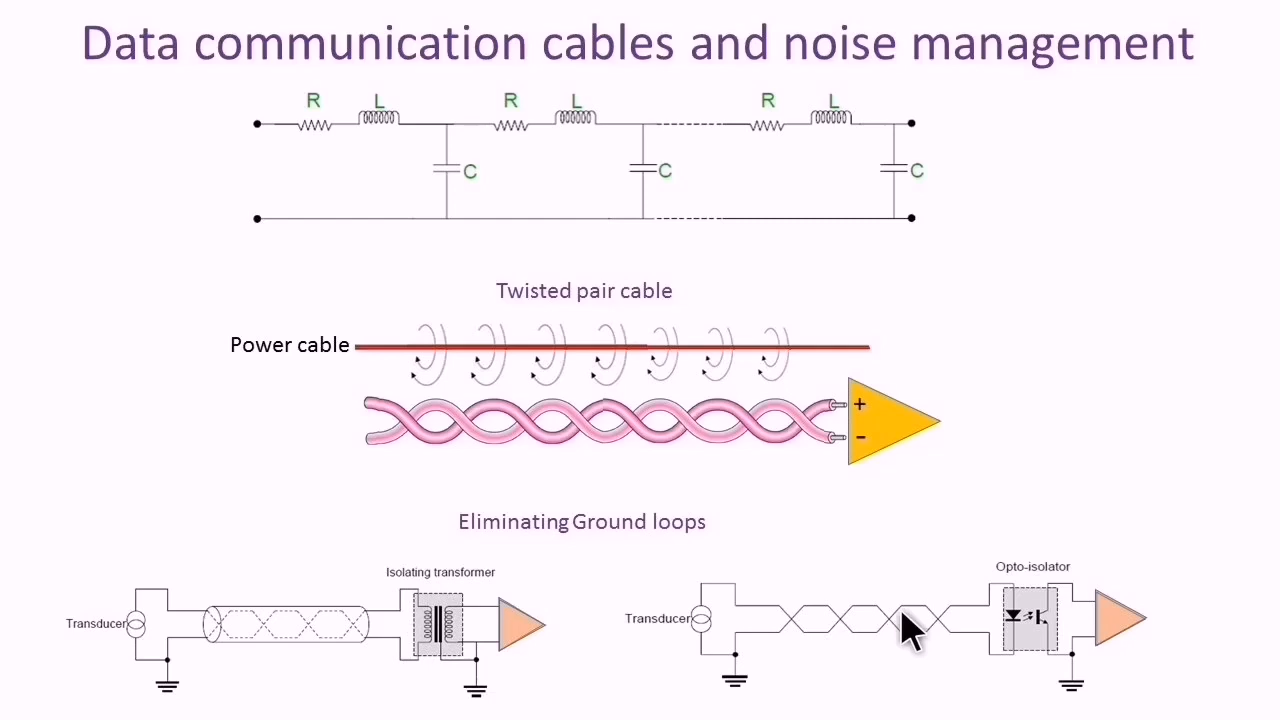 Data communication cables and noise management
R L R L R L
C C C
Twisted pair cable
Power cable
+
-
Eliminating Ground loops
Isolating transformer
Opto-isolator
Transducer
Transducer